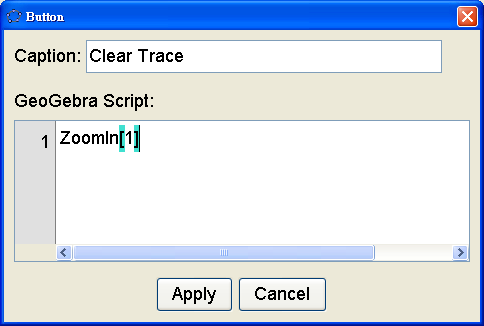 Button
Caption: Clear Trace
GeoGebra Script:
1 ZoomIn[1]
Apply Cancel